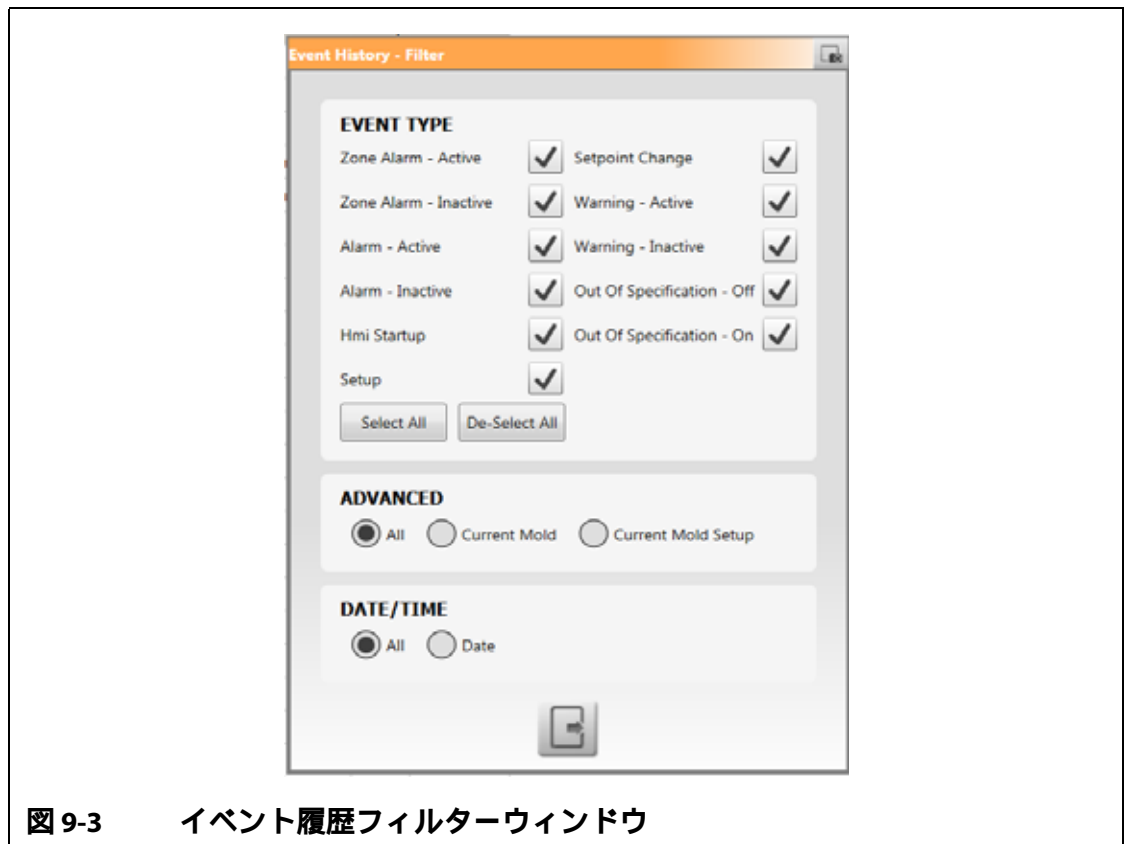 Event History - Filter
EVENT TYPE
Zone Alarm - Active
Setpoint Change
Zone Alarm - Inactive
Warning - Active
Alarm - Active
Warning - Inactive
Alarm - Inactive
Out Of Specification - Off
Hmi Startup
Out Of Specification - On
Setup
Select All
De-Select All
ADVANCED
All
Current Mold
Current Mold Setup
DATE/TIME
All
Date
図 9-3 イベント履歴フィルターウィンドウ